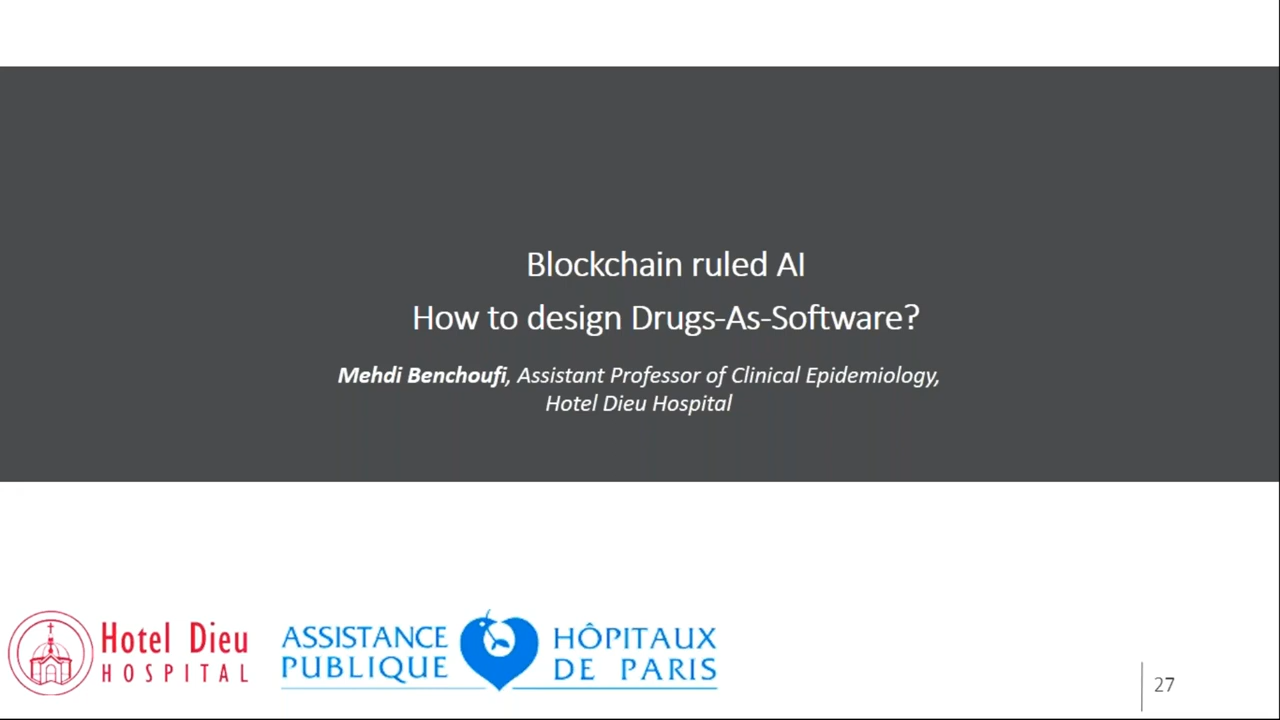 Blockchain ruled AI
How to design Drugs-As-Software?
Mehdi Benchoufi, Assistant Professor of Clinical Epidemiology,
Hotel Dieu Hospital
Hotel Dieu
HOSPITAL
ASSISTANCE
PUBLIQUE
HÔPITAUX
DE PARIS
27